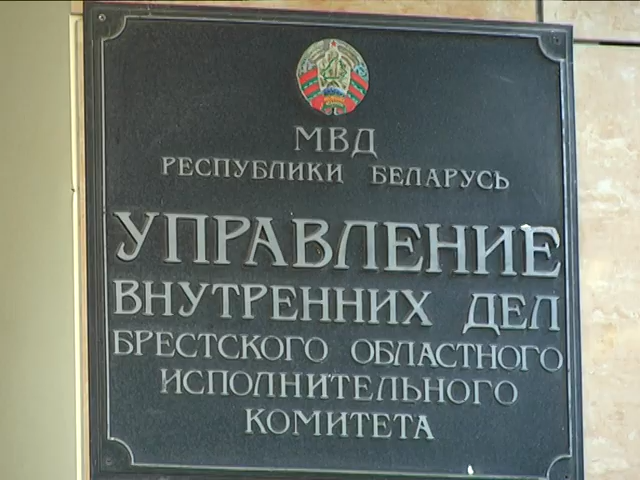 МВД
РЕСПУБЛИКИ БЕЛАРУСЬ
УПРАВЛЕНИЕ
ВНУТРЕННИХ ДЕЛ
БРЕСТСКОГО ОБЛАСТНОГО
ИСПОЛНИТЕЛЬНОГО
КОМИТЕТА